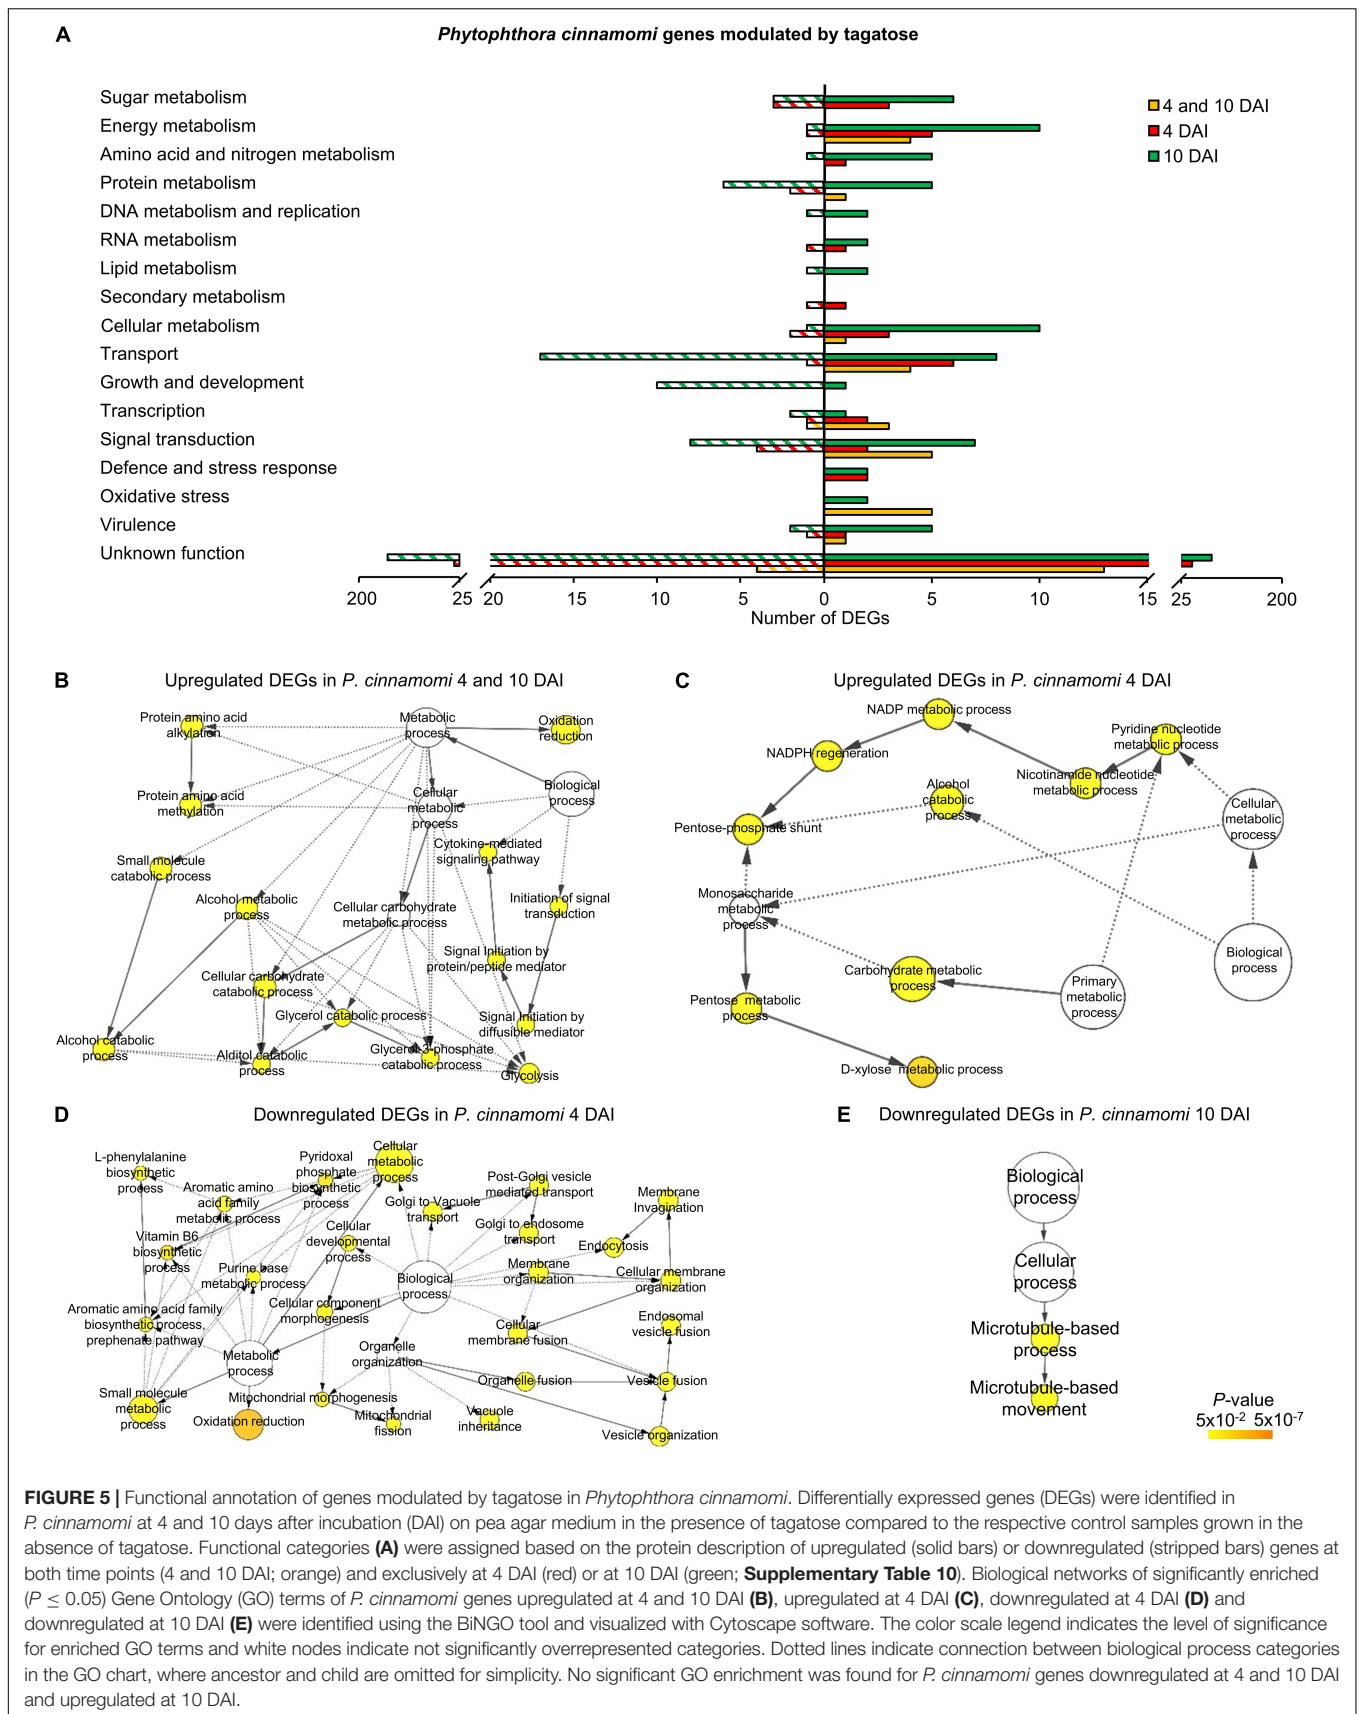 A
Phytophthora cinnamomi genes modulated by tagatose
Sugar metabolism
Energy metabolism
Amino acid and nitrogen metabolism
Protein metabolism
DNA metabolism and replication
RNA metabolism
Lipid metabolism
Secondary metabolism
Cellular metabolism
Transport
Growth and development
Transcription
Signal transduction
Defence and stress response
Oxidative stress
Virulence
Unknown function
4 and 10 DAI
4 DAI
10 DAI
200 25 20 15 10 5 0 5 10 15 25 200
Number of DEGs
B
Upregulated DEGs in P. cinnamomi 4 and 10 DAI
Protein amino acid
alkylation
Metabolic
process
Oxidation
reduction
Protein amino acid
methylation
Cellular
metabolic
process
Biological
process
Cytokine-mediated
signaling pathway
Small molecule
catabolic process
Alcohol metabolic
process
Cellular carbohydrate
metabolic process
Initiation of signal
transduction
Signal Initiation by
protein/peptide mediator
Cellular carbohydrate
catabolic process
Glycerol catabolic process
Signal Initiation by
diffusible mediator
Alcohol catabolic
process
Alditol catabolic
process
Glycerol-3-phosphate
catabolic process
Glycolysis
C
Upregulated DEGs in P. cinnamomi 4 DAI
NADP metabolic process
Pyridine nucleotide
metabolic process
NADPH regeneration
Nicotinamide nucleotide
metabolic process
Alcohol
catabolic
process
Cellular
metabolic
process
Pentose-phosphate shunt
Monosaccharide
metabolic
process
Carbohydrate metabolic
process
Biological
process
Primary
metabolic
process
Pentose metabolic
process
D-xylose metabolic process
D
Downregulated DEGs in P. cinnamomi 4 DAI
L-phenylalanine
biosynthetic
process
Pyridoxal
phosphate
biosynthetic
process
Cellular
metabolic
process
Aromatic amino
acid family
metabolic process
Post-Golgi vesicle
mediated transport
Membrane
Invagination
Golgi to Vacuole
transport
Golgi to endosome
transport
Vitamin B6
biosynthetic
process
Cellular
developmental
process
Endocytosis
Purine base
metabolic process
Biological
process
Membrane
organization
Cellular membrane
organization
Aromatic amino acid family
biosynthetic process,
prephenate pathway
Cellular component
morphogenesis
Cellular
membrane fusion
Endosomal
vesicle fusion
Metabolic
process
Organelle
organization
Organelle fusion
Vesicle fusion
Small molecule
metabolic
process
Oxidation reduction
Mitochondrial morphogenesis
Mitochondrial
fission
Vacuole
inheritance
Vesicle organization
E
Downregulated DEGs in P. cinnamomi 10 DAI
Biological
process
Cellular
process
Microtubule-based
process
Microtubule-based
movement
P-value
5x10-2 5x10-7
FIGURE 5 | Functional annotation of genes modulated by tagatose in Phytophthora cinnamomi. Differentially expressed genes (DEGs) were identified in
P. cinnamomi at 4 and 10 days after incubation (DAI) on pea agar medium in the presence of tagatose compared to the respective control samples grown in the
absence of tagatose. Functional categories (A) were assigned based on the protein description of upregulated (solid bars) or downregulated (stripped bars) genes at
both time points (4 and 10 DAI; orange) and exclusively at 4 DAI (red) or at 10 DAI (green; Supplementary Table 10). Biological networks of significantly enriched
(P ≤ 0.05) Gene Ontology (GO) terms of P. cinnamomi genes upregulated at 4 and 10 DAI (B), upregulated at 4 DAI (C), downregulated at 4 DAI (D) and
downregulated at 10 DAI (E) were identified using the BiNGO tool and visualized with Cytoscape software. The color scale legend indicates the level of significance
for enriched GO terms and white nodes indicate not significantly overrepresented categories. Dotted lines indicate connection between biological process categories
in the GO chart, where ancestor and child are omitted for simplicity. No significant GO enrichment was found for P. cinnamomi genes downregulated at 4 and 10 DAI
and upregulated at 10 DAI.